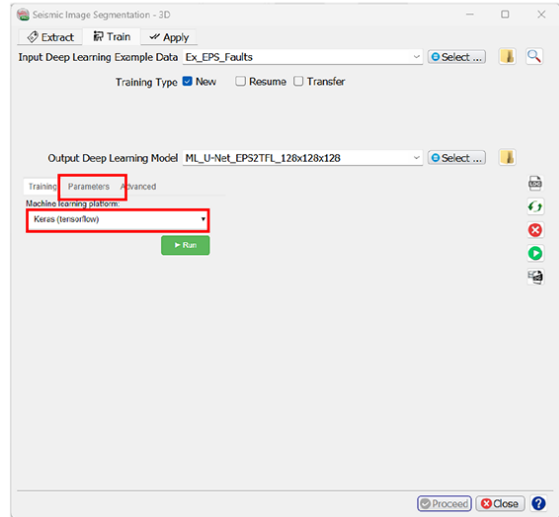 Seismic Image Segmentation - 3D
Extract Train Apply
Input Deep Learning Example Data Ex_EPS_Faults Select ...
Training Type New Resume Transfer
Output Deep Learning Model ML_U-Net_EPS2TFL_128x128x128 Select ...
Training Parameters Advanced
Machine learning platform:
Keras (tensorflow)
Run
Proceed Close ?